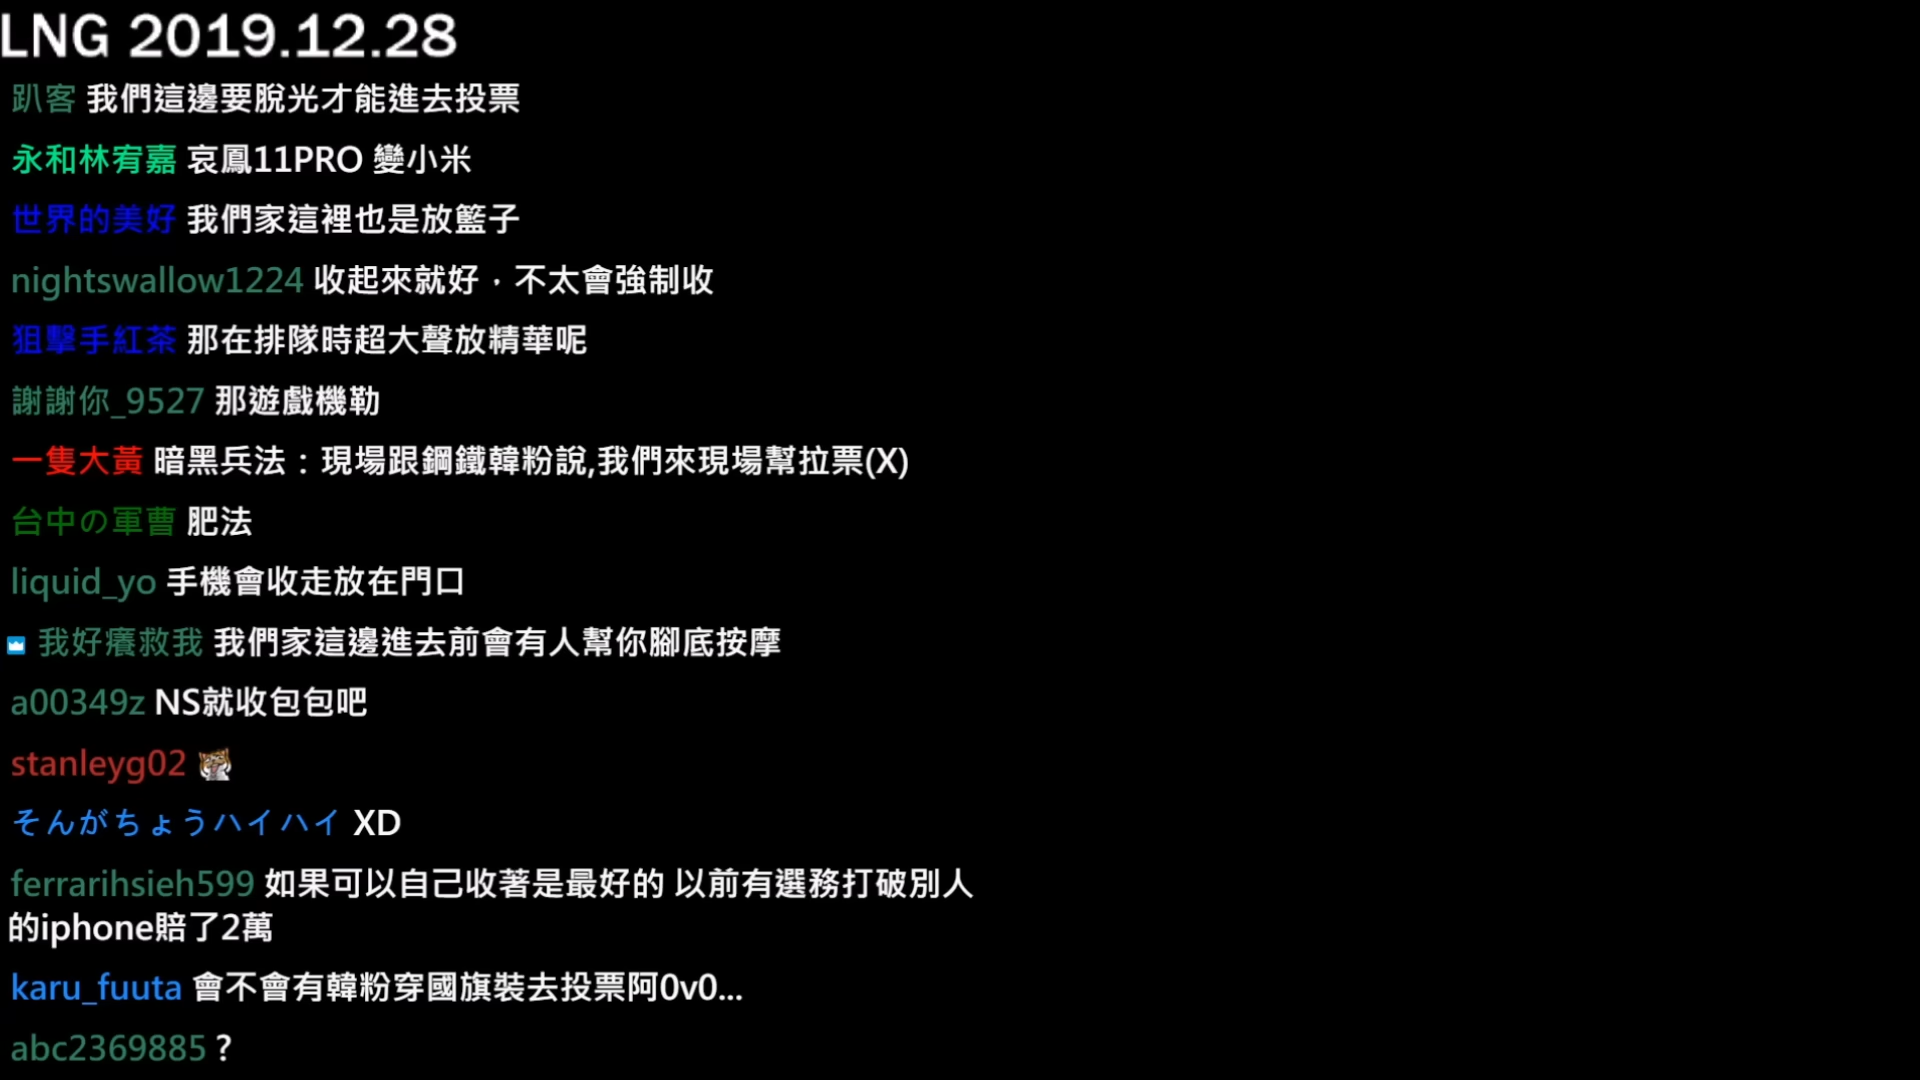 LNG 2019.12.28
趴客 我們這邊要脫光才能進去投票
永和林宥嘉 哀鳳11PRO 變小米
世界的美好 我們家這裡也是放籃子
nightswallow1224 收起來就好，不太會強制收
狙擊手紅茶 那在排隊時超大聲放精華呢
謝謝你_9527 那遊戲機勒
一隻大黃 暗黑兵法：現場跟鋼鐵韓粉說,我們來現場幫拉票(X)
台中の軍曹 肥法
liquid_yo 手機會收走放在門口
我好癢救我 我們家這邊進去前會有人幫你腳底按摩
a00349z NS就收包包吧
stanleyg02
そんがちょうハイハイ XD
ferrarihsieh599 如果可以自己收著是最好的 以前有選務打破別人
的iphone賠了2萬
karu_fuuta 會不會有韓粉穿國旗裝去投票阿0v0...
abc2369885 ?